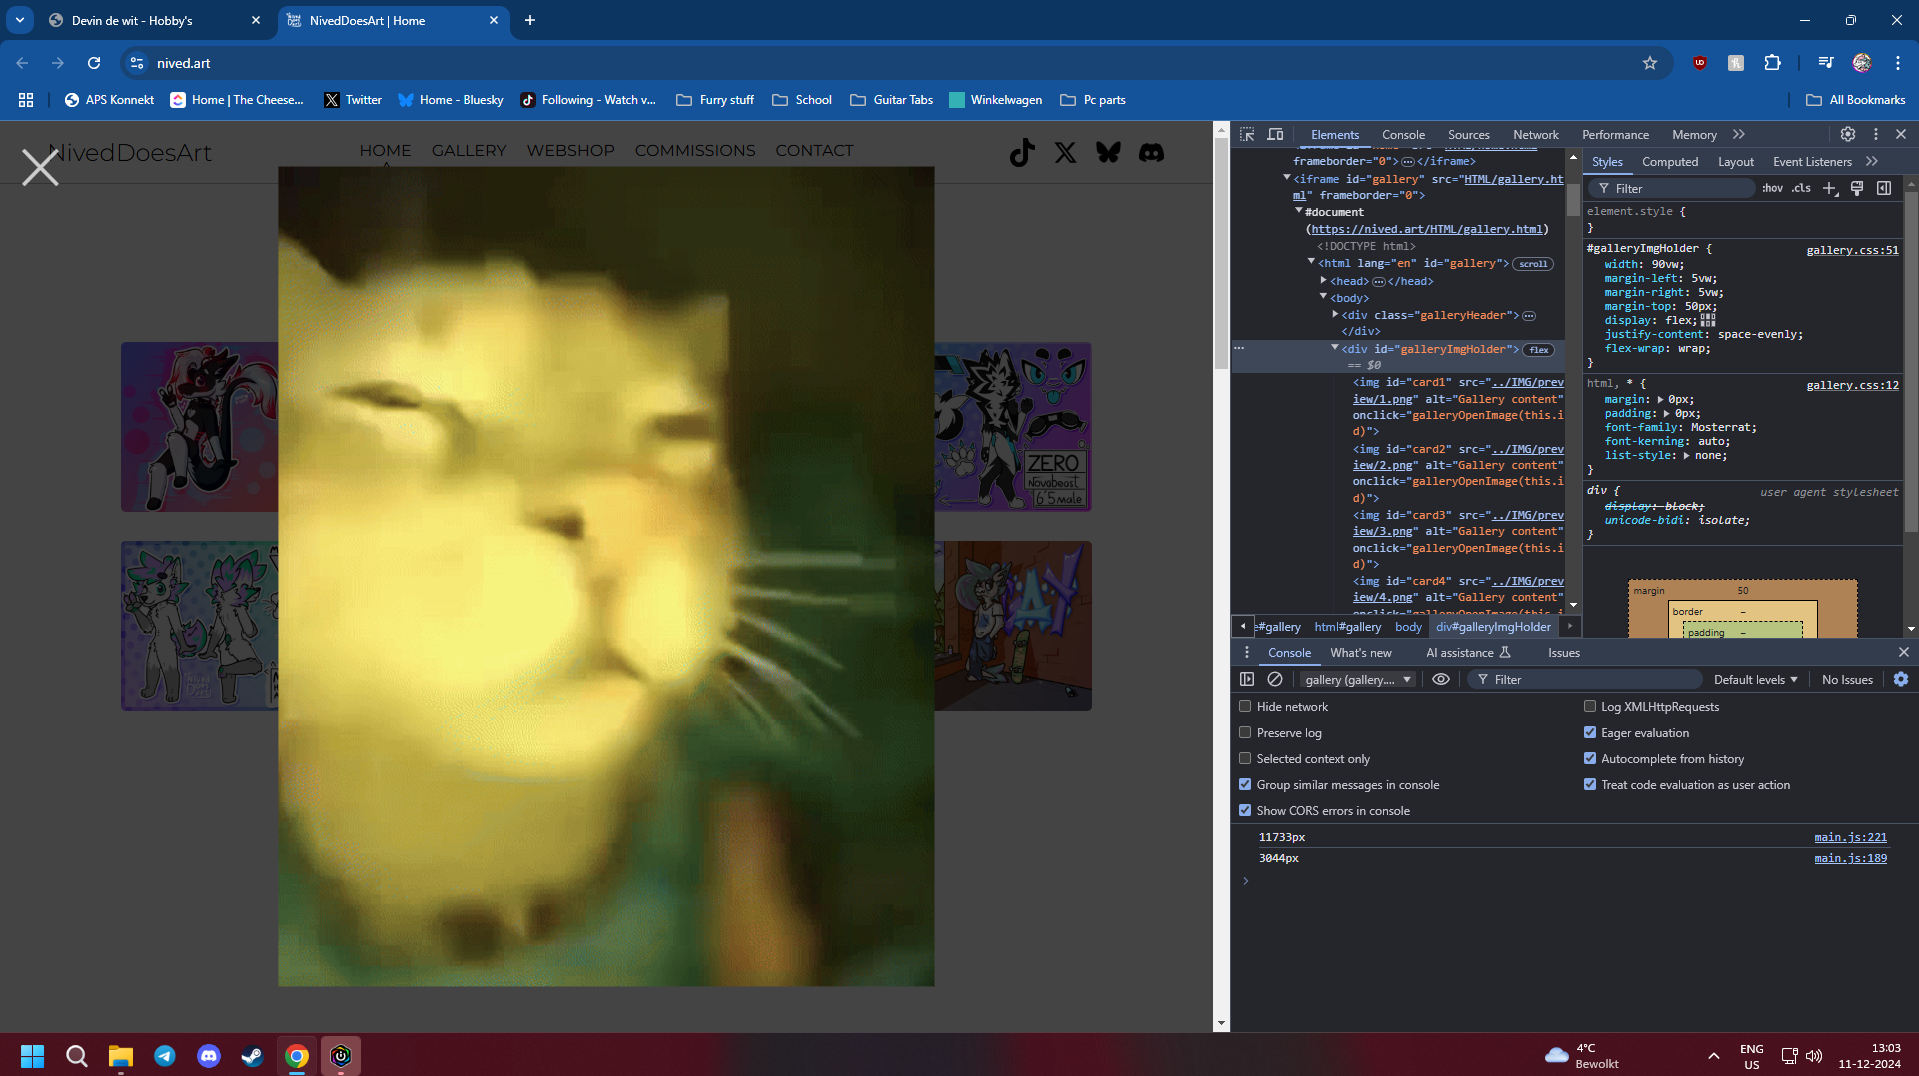 Devin de wit - Hobby's
NivedDoesArt | Home
nived.art
APS Konnekt
Home | The Cheese...
Twitter
Home - Bluesky
Following - Watch v...
Furry stuff
School
Guitar Tabs
Winkelwagen
Pc parts
All Bookmarks
NivedDoesArt
HOME
GALLERY
WEBSHOP
COMMISSIONS
CONTACT
ZERO
Novabeast
6'5 male
Nived
Does
Art
Elements
Console
Sources
Network
Performance
Memory
frameborder="0"> </iframe>
<iframe id="gallery" src="HTML/gallery.ht
ml" frameborder="0">
#document
(https://nived.art/HTML/gallery.html)
<!DOCTYPE html>
<html lang="en" id="gallery"> scroll
<head> </head>
<body>
<div class="galleryHeader">
</div>
<div id="galleryImgHolder"> flex
== $0
<img id="card1" src="../IMG/prev
iew/1.png" alt="Gallery content"
onclick="galleryOpenImage(this.i
d)">
<img id="card2" src="../IMG/prev
iew/2.png" alt="Gallery content"
onclick="galleryOpenImage(this.i
d)">
<img id="card3" src="../IMG/prev
iew/3.png" alt="Gallery content"
onclick="galleryOpenImage(this.i
d)">
<img id="card4" src="../IMG/prev
iew/4.png" alt="Gallery content"
e#gallery
html#gallery
body
div#galleryImgHolder
Styles
Computed
Layout
Event Listeners
Filter
:hov
.cls
element.style {
}
#galleryImgHolder {
gallery.css:51
width: 90vw;
margin-left: 5vw;
margin-right: 5vw;
margin-top: 50px;
display: flex;
justify-content: space-evenly;
flex-wrap: wrap;
}
html, * {
gallery.css:12
margin: 0px;
padding: 0px;
font-family: Mosterrat;
font-kerning: auto;
list-style: none;
}
div {
user agent stylesheet
display: block;
unicode-bidi: isolate;
}
margin
50
border
–
padding
–
Console
What's new
AI assistance
Issues
gallery (gallery....
Filter
Default levels
No Issues
Hide network
Log XMLHttpRequests
Preserve log
Eager evaluation
Selected context only
Autocomplete from history
Group similar messages in console
Treat code evaluation as user action
Show CORS errors in console
11733px
main.js:221
3044px
main.js:189
4°C
Bewolkt
ENG
US
13:03
11-12-2024